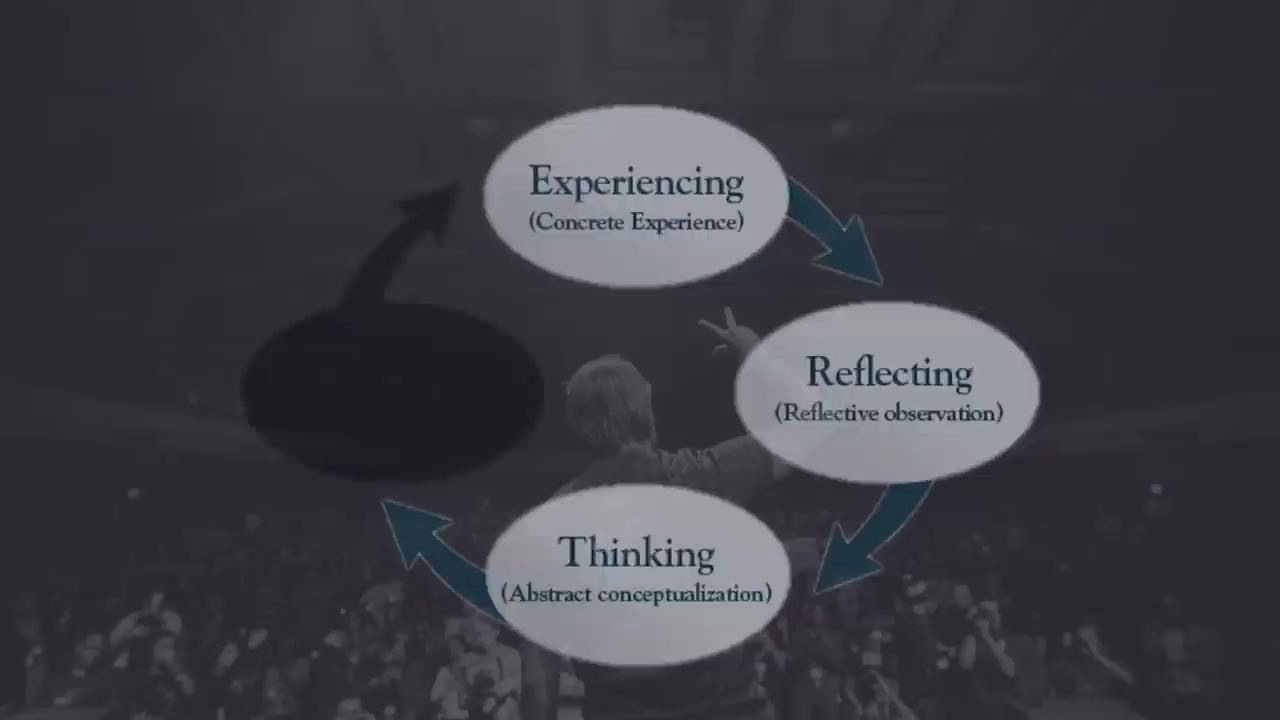 Experiencing
(Concrete Experience)
Reflecting
(Reflective observation)
Thinking
(Abstract conceptualization)